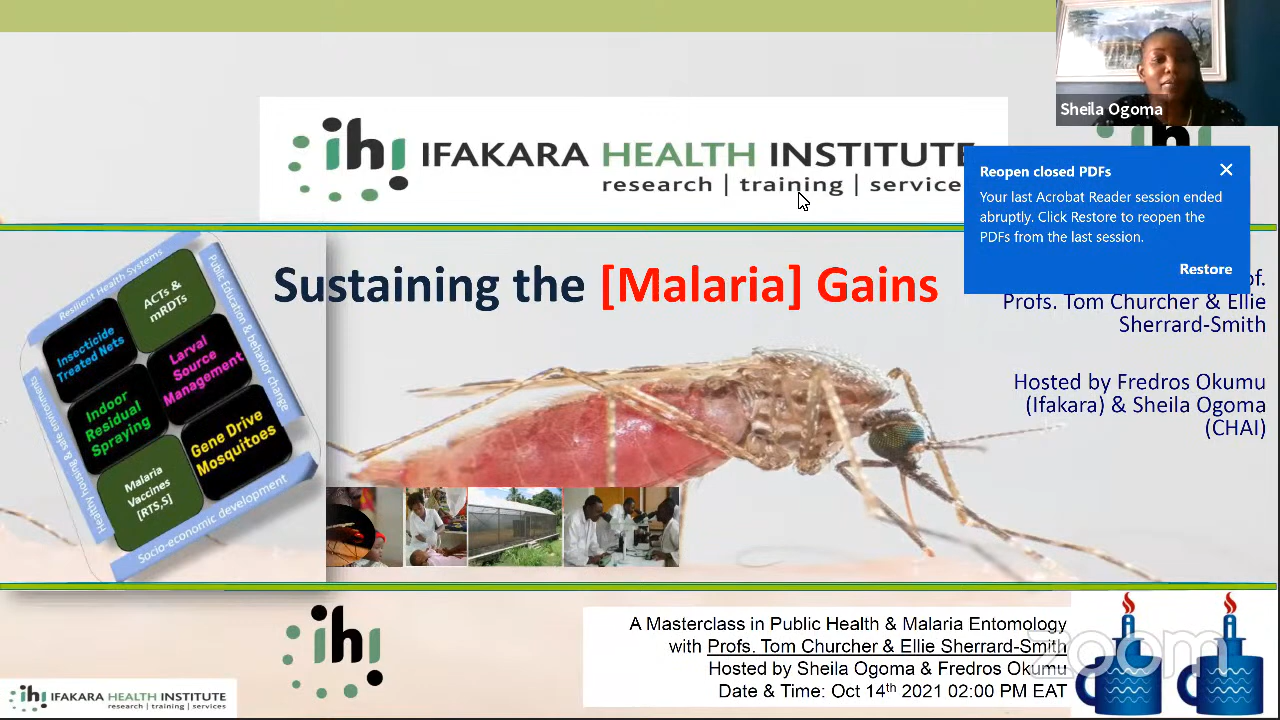 Sheila Ogoma
ihi IFAKARA HEALTH INSTITUTE
research | training | service
Reopen closed PDFs
Your last Acrobat Reader session ended
abruptly. Click Restore to reopen the
PDFs from the last session.
Restore
Sustaining the [Malaria] Gains
Profs. Tom Churcher & Ellie
Sherrard-Smith
Hosted by Fredros Okumu
(Ifakara) & Sheila Ogoma
(CHAI)
Resilient Health Systems
Public Education & behavior change
Healthy housing & safe environments
Socio-economic development
ACTs &
mRDTs
Insecticide
Treated Nets
Larval
Source
Management
Indoor
Residual
Spraying
Gene Drive
Mosquitoes
Malaria
Vaccines
[RTS,S]
ihi
A Masterclass in Public Health & Malaria Entomology
with Profs. Tom Churcher & Ellie Sherrard-Smith
Hosted by Sheila Ogoma & Fredros Okumu
Date & Time: Oct 14th 2021 02:00 PM EAT
zoom
ihi IFAKARA HEALTH INSTITUTE
research | training | services